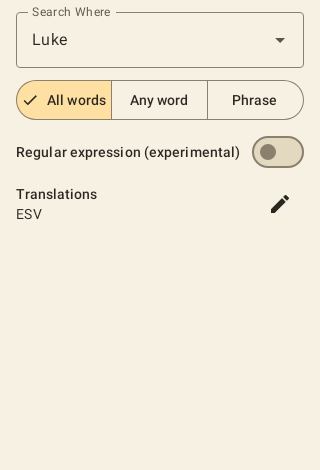 Search Where
Luke
All words Any word Phrase
Regular expression (experimental)
Translations
ESV